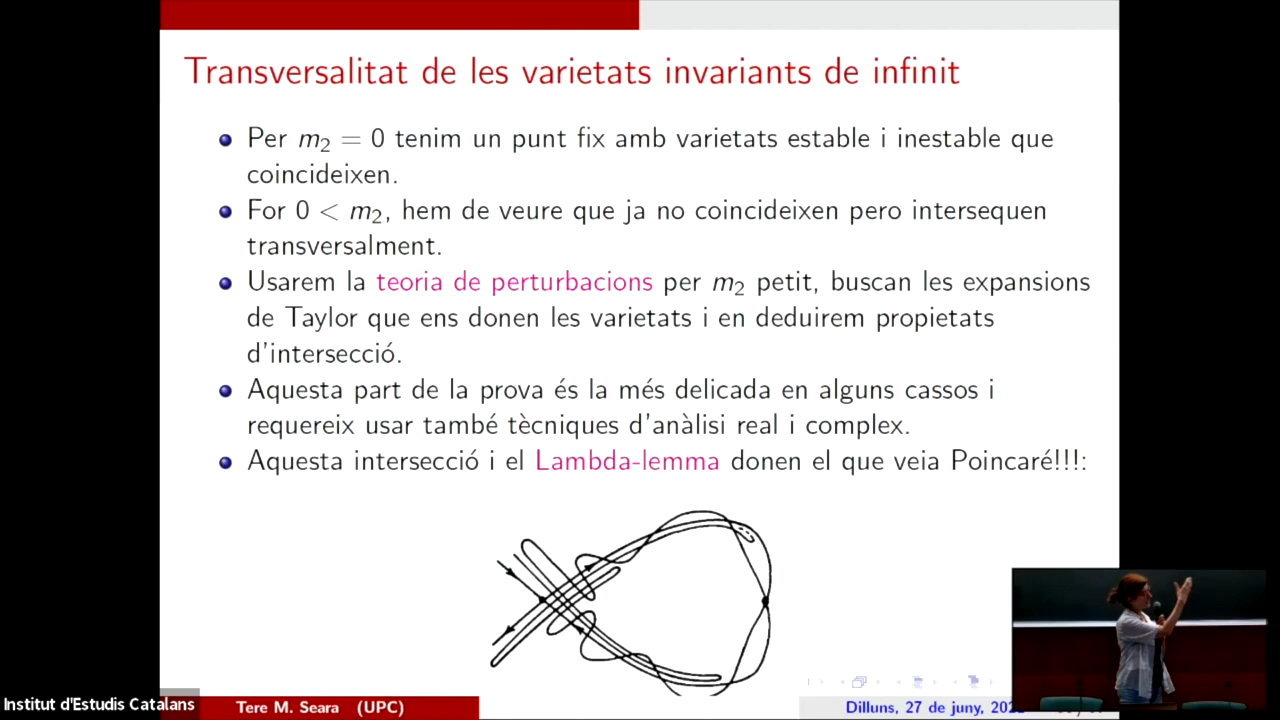 Transversalitat de les varietats invariants de infinit
Per m₂ = 0 tenim un punt fix amb varietats estable i inestable que
coincideixen.
For 0 < m₂, hem de veure que ja no coincideixen pero intersequen
transversalment.
Usarem la teoria de perturbacions per m₂ petit, buscan les expansions
de Taylor que ens donen les varietats i en deduirem propietats
d'intersecció.
Aquesta part de la prova és la més delicada en alguns cassos i
requereix usar també tècniques d'anàlisi real i complex.
Aquesta intersecció i el Lambda-lemma donen el que veia Poincaré!!!:
Institut d'Estudis Catalans
Tere M. Seara (UPC)
Dilluns, 27 de juny,